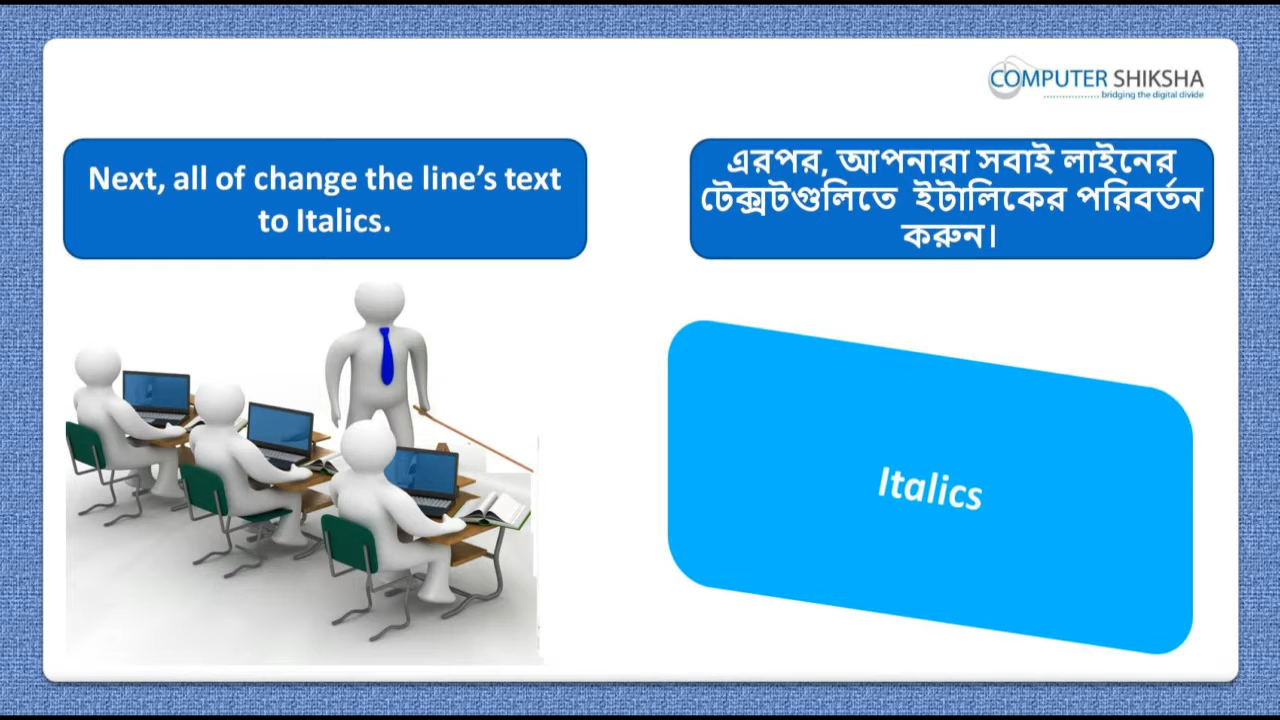 COMPUTER SHIKSHA
bridging the digital divide
Next, all of change the line’s text
to Italics.
এরপর, আপনারা সবাই লাইনের
টেক্সটগুলিতে ইটালিকের পরিবর্তন
করুন।
Italics